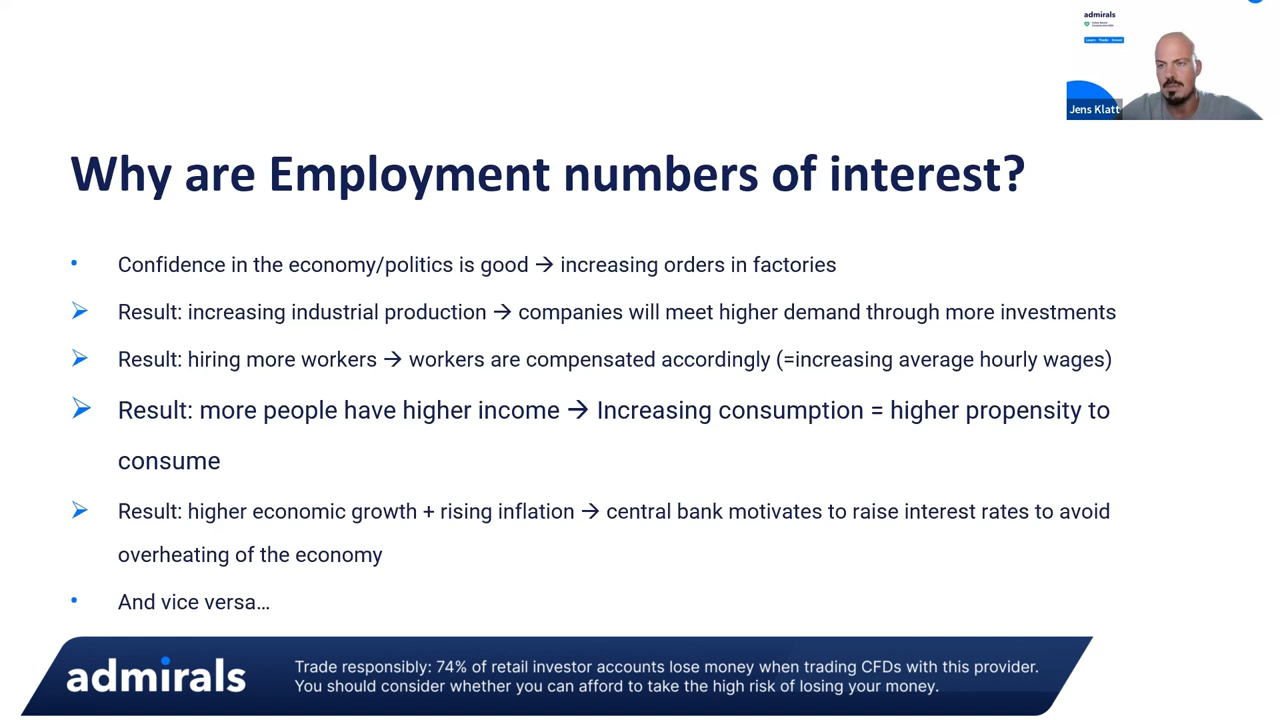 admirals
Jens Klatt
Why are Employment numbers of interest?
• Confidence in the economy/politics is good → increasing orders in factories
➢ Result: increasing industrial production → companies will meet higher demand through more investments
➢ Result: hiring more workers → workers are compensated accordingly (=increasing average hourly wages)
➢ Result: more people have higher income → Increasing consumption = higher propensity to
consume
➢ Result: higher economic growth + rising inflation → central bank motivates to raise interest rates to avoid
overheating of the economy
• And vice versa…
admirals
Trade responsibly: 74% of retail investor accounts lose money when trading CFDs with this provider.
You should consider whether you can afford to take the high risk of losing your money.